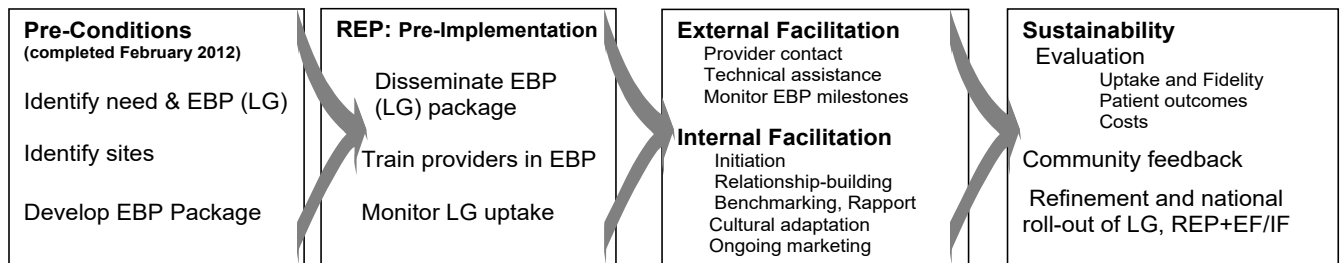 Pre-Conditions
(completed February 2012)
Identify need & EBP (LG)
Identify sites
Develop EBP Package
REP: Pre-Implementation
Disseminate EBP
(LG) package
Train providers in EBP
Monitor LG uptake
External Facilitation
Provider contact
Technical assistance
Monitor EBP milestones
Internal Facilitation
Initiation
Relationship-building
Benchmarking, Rapport
Cultural adaptation
Ongoing marketing
Sustainability
Evaluation
Uptake and Fidelity
Patient outcomes
Costs
Community feedback
Refinement and national
roll-out of LG, REP+EF/IF